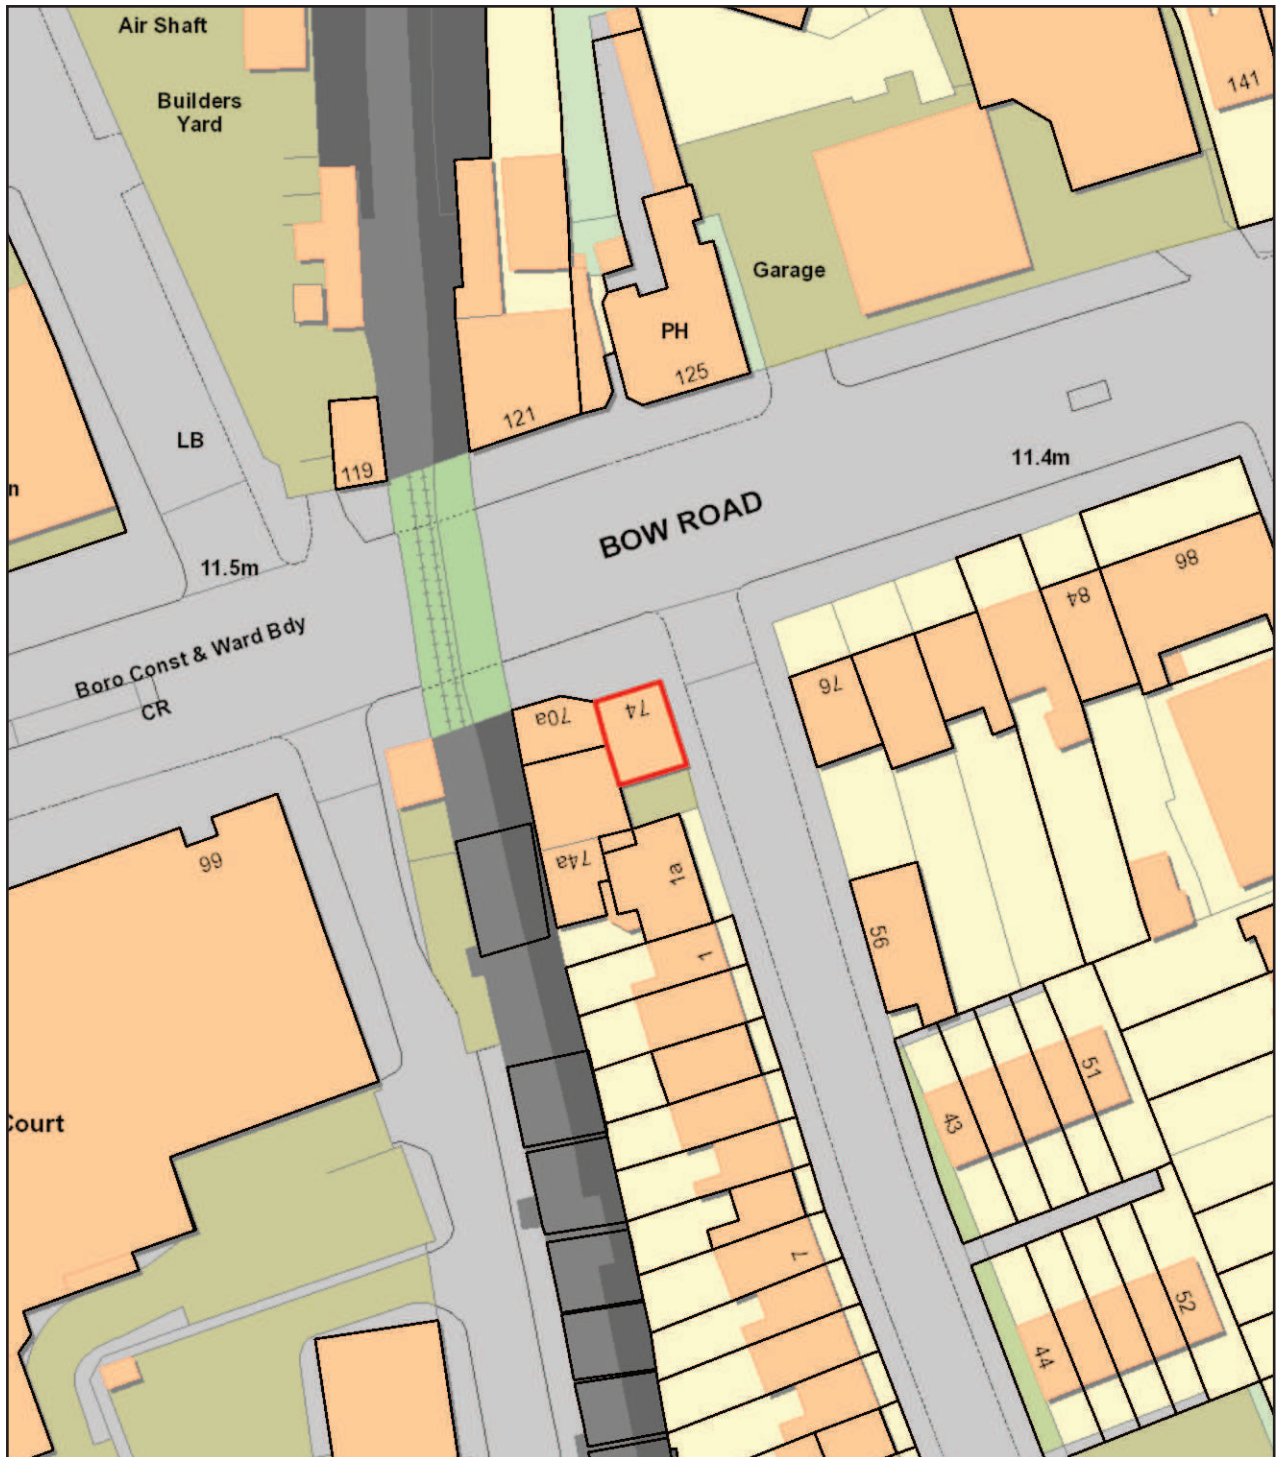 Air Shaft
Builders
Yard
141
Garage
PH
125
121
LB
119
11.4m
BOW ROAD
n
11.5m
86
84
Boro Const & Ward Bdy
76
CR
70a
74
99
74a
1a
56
1
51
43
Court
7
52
44